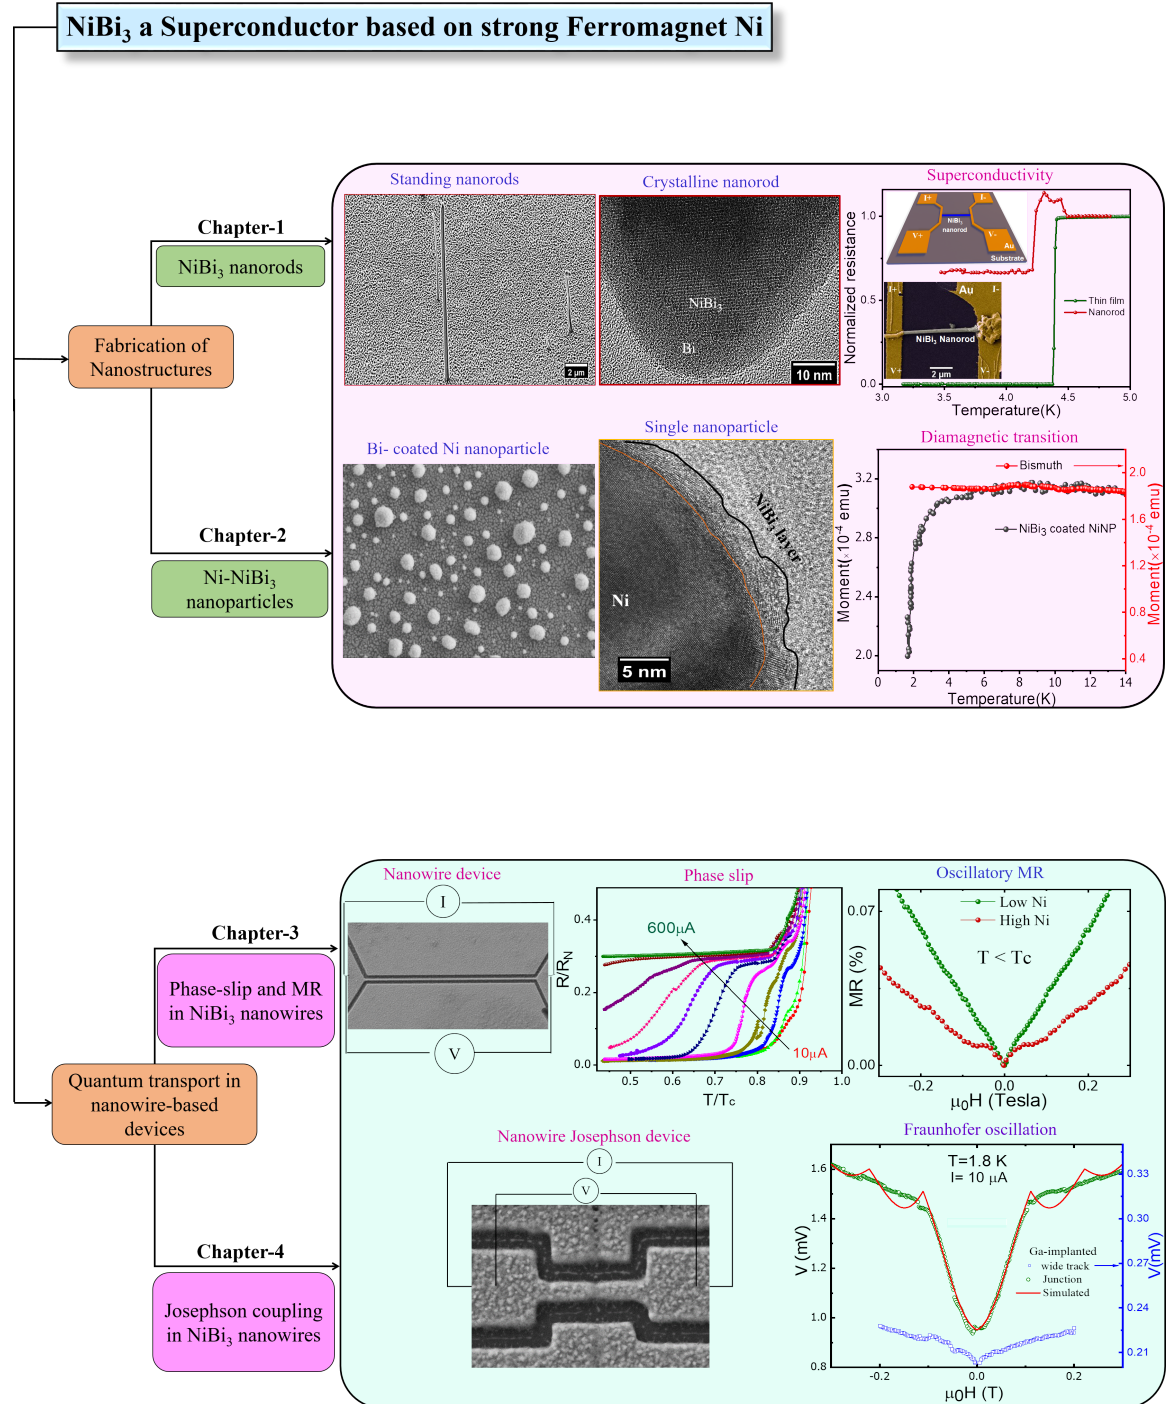 NiBi₃ a Superconductor based on strong Ferromagnet Ni
Chapter-1
NiBi₃ nanorods
Fabrication of
Nanostructures
Chapter-2
Ni-NiBi₃
nanoparticles
Standing nanorods
2 µm
Crystalline nanorod
NiBi₃
Bi
10 nm
Superconductivity
Normalized resistance
1.0
0.5
0.0
3.0 3.5 4.0 4.5 5.0
Temperature(K)
I+ I-
NiBi₃
nanorod
V+ V-
Au
Substrate
I+ Au I-
NiBi₃ Nanorod
V+ 2 µm V-
Thin film
Nanorod
Bi- coated Ni nanoparticle
Single nanoparticle
NiBi₃ layer
Ni
5 nm
Diamagnetic transition
Moment(×10⁻⁴ emu)
3.2
2.8
2.4
2.0
Bismuth
NiBi₃ coated NiNP
2.0
1.6
1.2
0.8
0.4
Moment(×10⁻⁴ emu)
0 2 4 6 8 10 12 14
Temperature(K)
Chapter-3
Phase-slip and MR
in NiBi₃ nanowires
Quantum transport in
nanowire-based
devices
Chapter-4
Josephson coupling
in NiBi₃ nanowires
Nanowire device
I
V
Phase slip
R/R_N
0.4
0.2
0.0
600µA
10µA
0.5 0.6 0.7 0.8 0.9 1.0
T/Tc
Oscillatory MR
MR (%)
0.07
0.00
Low Ni
High Ni
T < Tc
-0.2 0.0 0.2
µ₀H (Tesla)
Nanowire Josephson device
I
V
Fraunhofer oscillation
V (mV)
1.6
1.4
1.2
1.0
0.8
T=1.8 K
I= 10 µA
Ga-implanted
wide track
Junction
Simulated
0.33
0.30
0.27
0.24
0.21
V(mV)
-0.2 0.0 0.2
µ₀H (T)